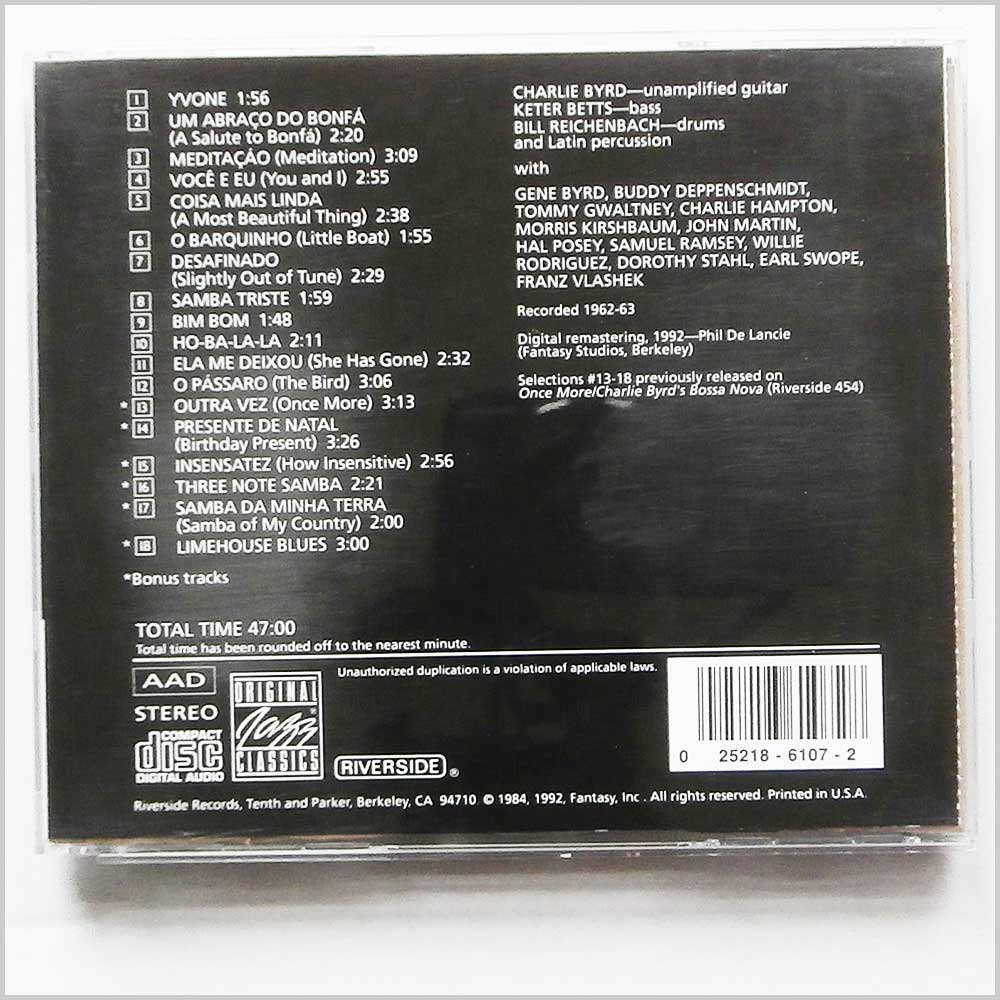 1 YVONE 1:56
2 UM ABRAÇO DO BONFÁ
(A Salute to Bonfá) 2:20
3 MEDITAÇÁO (Meditation) 3:09
4 VOCÊ E EU (You and I) 2:55
5 COISA MAIS LINDA
(A Most Beautiful Thing) 2:38
6 O BARQUINHO (Little Boat) 1:55
7 DESAFINADO
(Slightly Out of Tune) 2:29
8 SAMBA TRISTE 1:59
9 BIM BOM 1:48
10 HO-BA-LA-LA 2:11
11 ELA ME DEIXOU (She Has Gone) 2:32
12 O PÁSSARO (The Bird) 3:06
*13 OUTRA VEZ (Once More) 3:13
*14 PRESENTE DE NATAL
(Birthday Present) 3:26
*15 INSENSATEZ (How Insensitive) 2:56
*16 THREE NOTE SAMBA 2:21
*17 SAMBA DA MINHA TERRA
(Samba of My Country) 2:00
*18 LIMEHOUSE BLUES 3:00
*Bonus tracks
TOTAL TIME 47:00
Total time has been rounded off to the nearest minute.
CHARLIE BYRD—unamplified guitar
KETER BETTS—bass
BILL REICHENBACH—drums
and Latin percussion
with
GENE BYRD, BUDDY DEPPENSCHMIDT,
TOMMY GWALTNEY, CHARLIE HAMPTON,
MORRIS KIRSHBAUM, JOHN MARTIN,
HAL POSEY, SAMUEL RAMSEY, WILLIE
RODRIGUEZ, DOROTHY STAHL, EARL SWOPE,
FRANZ VLASHEK
Recorded 1962-63
Digital remastering, 1992—Phil De Lancie
(Fantasy Studios, Berkeley)
Selections #13-18 previously released on
Once More/Charlie Byrd's Bossa Nova (Riverside 454)
AAD
STEREO
COMPACT
disc
DIGITAL AUDIO
ORIGINAL
Jazz
CLASSICS
RIVERSIDE®
Unauthorized duplication is a violation of applicable laws.
0 25218 - 6107 - 2
Riverside Records, Tenth and Parker, Berkeley, CA 94710 © 1984, 1992, Fantasy, Inc. All rights reserved. Printed in U.S.A.